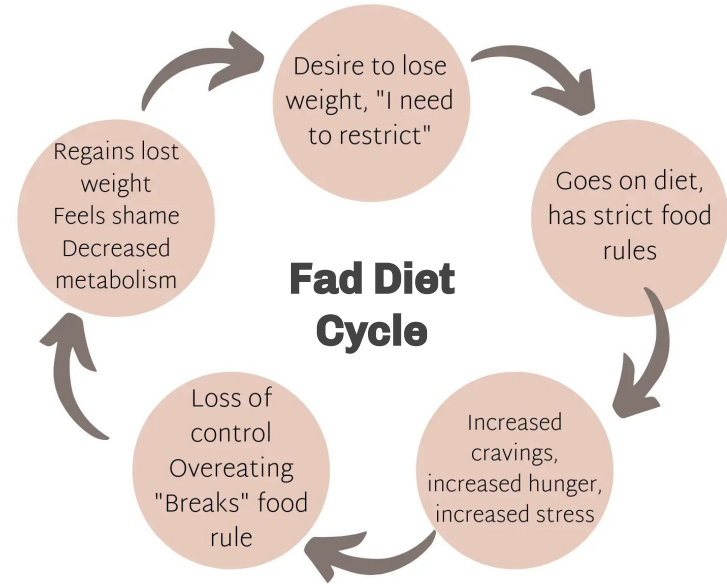 Desire to lose
weight, "I need
to restrict"
Goes on diet,
has strict food
rules
Increased
cravings,
increased hunger,
increased stress
Loss of
control
Overeating
"Breaks" food
rule
Regains lost
weight
Feels shame
Decreased
metabolism
Fad Diet
Cycle